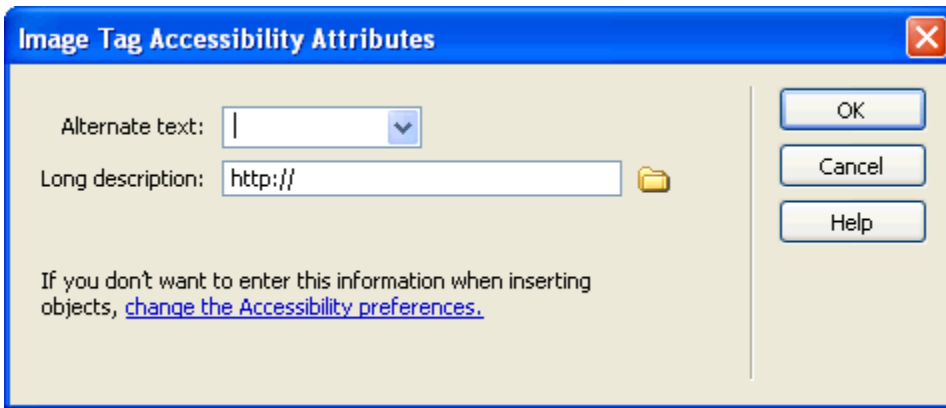 Image Tag Accessibility Attributes
Alternate text:
OK
Long description: http://
Cancel
Help
If you don't want to enter this information when inserting
objects, change the Accessibility preferences.